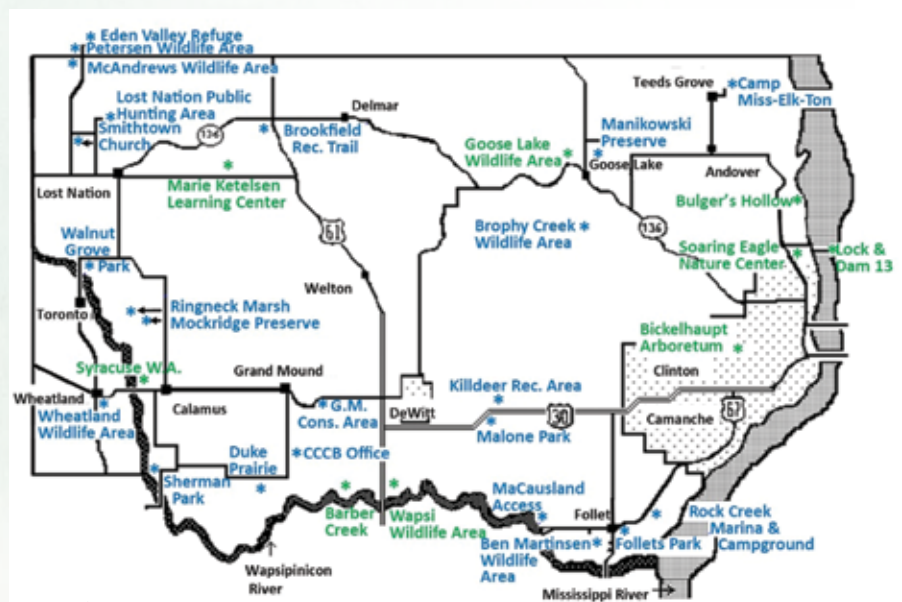 Eden Valley Refuge
Petersen Wildlife Area
McAndrews Wildlife Area
Teeds Grove
Camp
Miss-Elk-Ton
Lost Nation Public
Hunting Area
Smithtown
Church
136
Delmar
Brookfield
Rec. Trail
Manikowski
Preserve
Goose Lake
Wildlife Area
Goose Lake
Andover
Lost Nation
Marie Ketelsen
Learning Center
Bulger's Hollow
Walnut
Grove
Park
61
Brophy Creek
Wildlife Area
136
Soaring Eagle
Nature Center
Lock &
Dam 13
Welton
Toronto
Ringneck Marsh
Mockridge Preserve
Bickelhaupt
Arboretum
Syracuse W.A.
Grand Mound
Killdeer Rec. Area
Clinton
Wheatland
Wheatland
Wildlife Area
Calamus
G.M.
Cons. Area
DeWitt
30
Malone Park
Camanche
67
Duke
Prairie
CCCB Office
Sherman
Park
Barber
Creek
Wapsi
Wildlife Area
MaCausland
Access
Follet
Rock Creek
Marina &
Campground
Ben Martinsen
Wildlife
Area
Follets Park
Wapsipinicon
River
Mississippi River